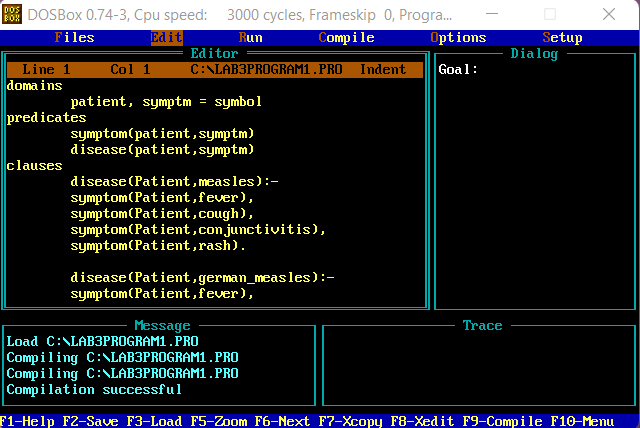 DOSBox 0.74-3, Cpu speed: 3000 cycles, Frameskip 0, Progra...
Files Edit Run Compile Options Setup
Editor
Line 1 Col 1 C:\LAB3PROGRAM1.PRO Indent
domains
patient, symptm = symbol
predicates
symptom(patient,symptm)
disease(patient,symptm)
clauses
disease(Patient,measles):-
symptom(Patient,fever),
symptom(Patient,cough),
symptom(Patient,conjunctivitis),
symptom(Patient,rash).
disease(Patient,german_measles):-
symptom(Patient,fever),
Dialog
Goal:
Message
Load C:\LAB3PROGRAM1.PRO
Compiling C:\LAB3PROGRAM1.PRO
Compiling C:\LAB3PROGRAM1.PRO
Compilation successful
Trace
F1-Help F2-Save F3-Load F5-Zoom F6-Next F7-Xcopy F8-Xedit F9-Compile F10-Menu